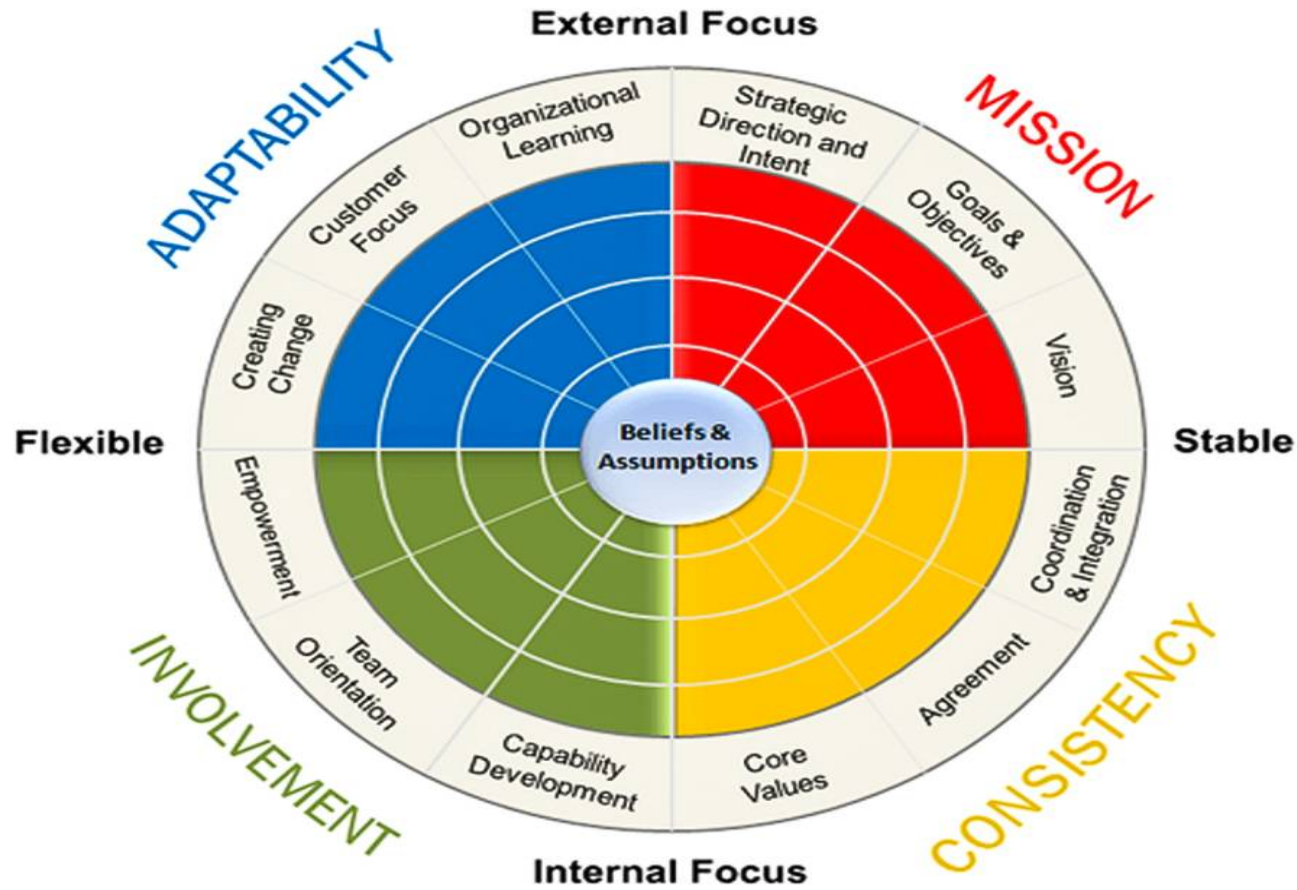 External Focus
ADAPTABILITY
MISSION
Organizational
Learning
Strategic
Direction and
Intent
Customer
Focus
Goals &
Objectives
Creating
Change
Vision
Flexible
Beliefs &
Assumptions
Stable
Empowerment
Coordination
& Integration
Team
Orientation
Agreement
Capability
Development
Core
Values
INVOLVEMENT
CONSISTENCY
Internal Focus